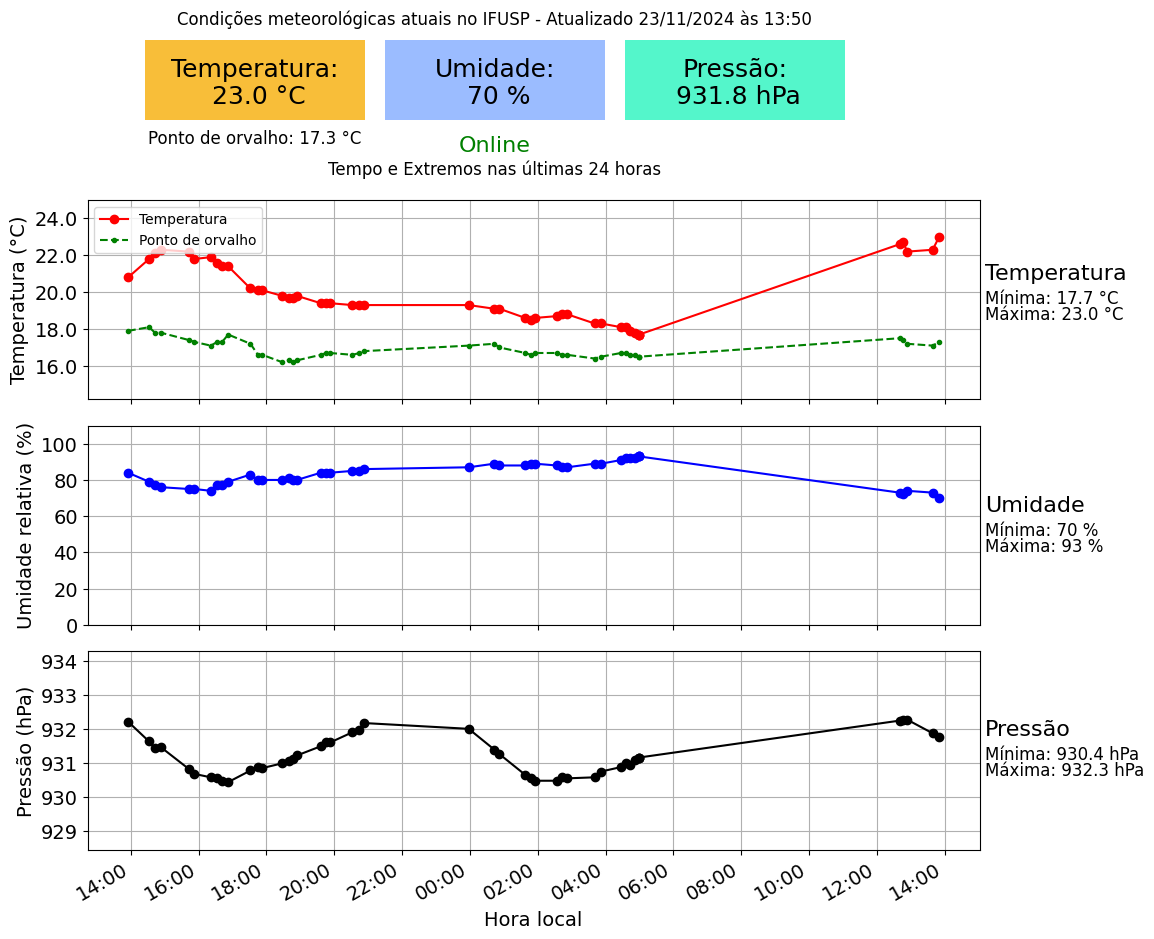 Condições meteorológicas atuais no IFUSP - Atualizado 23/11/2024 às 13:50
Temperatura:
23.0 °C
Umidade:
70 %
Pressão:
931.8 hPa
Ponto de orvalho: 17.3 °C
Online
Tempo e Extremos nas últimas 24 horas
Temperatura (°C)
24.0
22.0
20.0
18.0
16.0
Temperatura
Ponto de orvalho
Temperatura
Mínima: 17.7 °C
Máxima: 23.0 °C
Umidade relativa (%)
100
80
60
40
20
0
Umidade
Mínima: 70 %
Máxima: 93 %
Pressão (hPa)
934
933
932
931
930
929
Pressão
Mínima: 930.4 hPa
Máxima: 932.3 hPa
14:00 16:00 18:00 20:00 22:00 00:00 02:00 04:00 06:00 08:00 10:00 12:00 14:00
Hora local